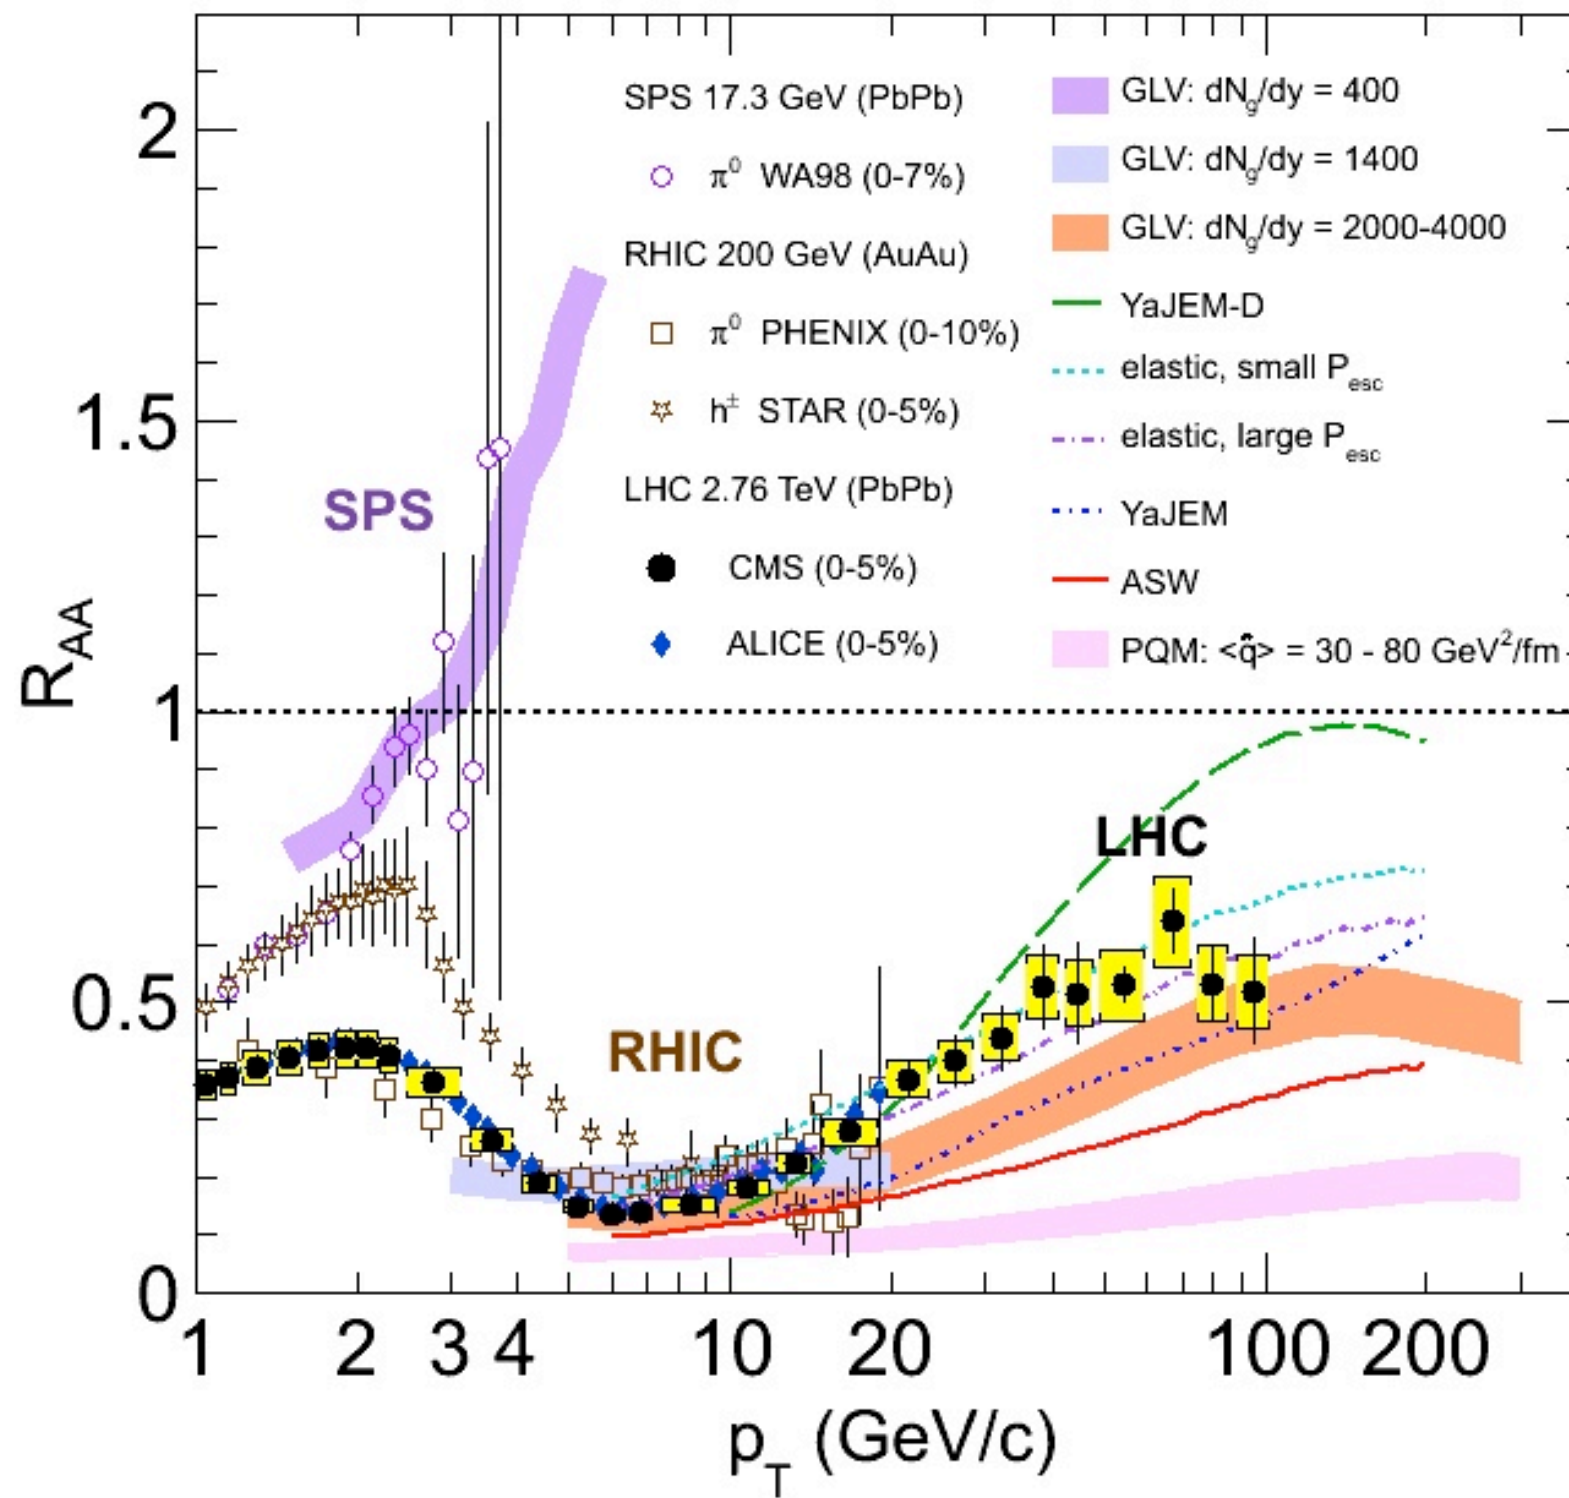 SPS 17.3 GeV (PbPb)
π⁰ WA98 (0-7%)
RHIC 200 GeV (AuAu)
π⁰ PHENIX (0-10%)
h± STAR (0-5%)
LHC 2.76 TeV (PbPb)
CMS (0-5%)
ALICE (0-5%)
GLV: dN_g/dy = 400
GLV: dN_g/dy = 1400
GLV: dN_g/dy = 2000-4000
YaJEM-D
elastic, small P_esc
elastic, large P_esc
YaJEM
ASW
PQM: <q̂> = 30 - 80 GeV²/fm
SPS
RHIC
LHC
R_AA
2
1.5
1
0.5
0
1 2 3 4 10 20 100 200
p_T (GeV/c)